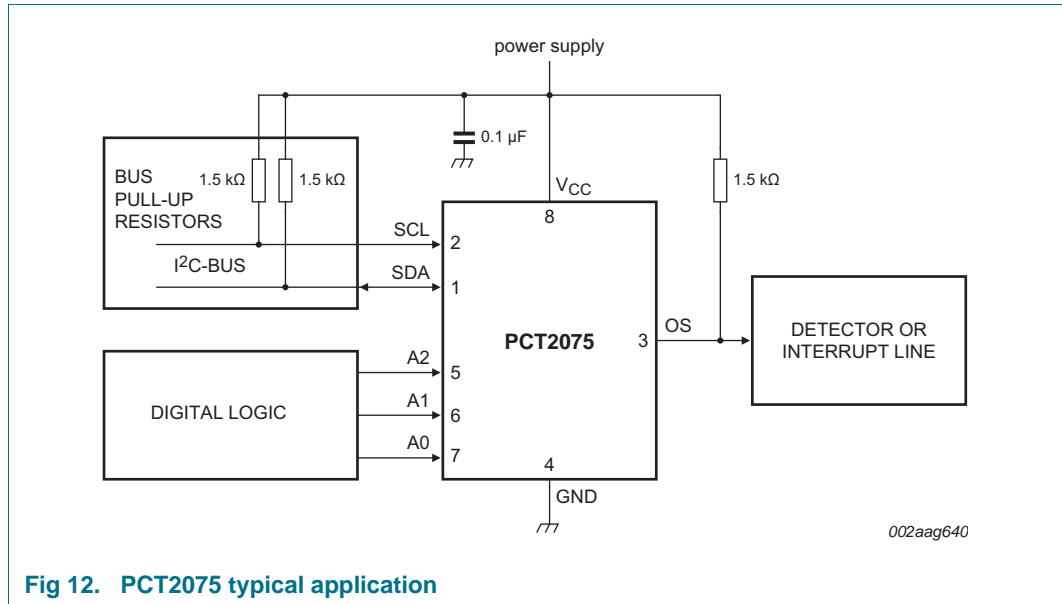 power supply
0.1 µF
BUS
PULL-UP
RESISTORS
1.5 kΩ
1.5 kΩ
1.5 kΩ
VCC
8
SCL
2
I2C-BUS
SDA
1
PCT2075
3
OS
DETECTOR OR
INTERRUPT LINE
DIGITAL LOGIC
A2
5
A1
6
A0
7
4
GND
002aag640
Fig 12. PCT2075 typical application